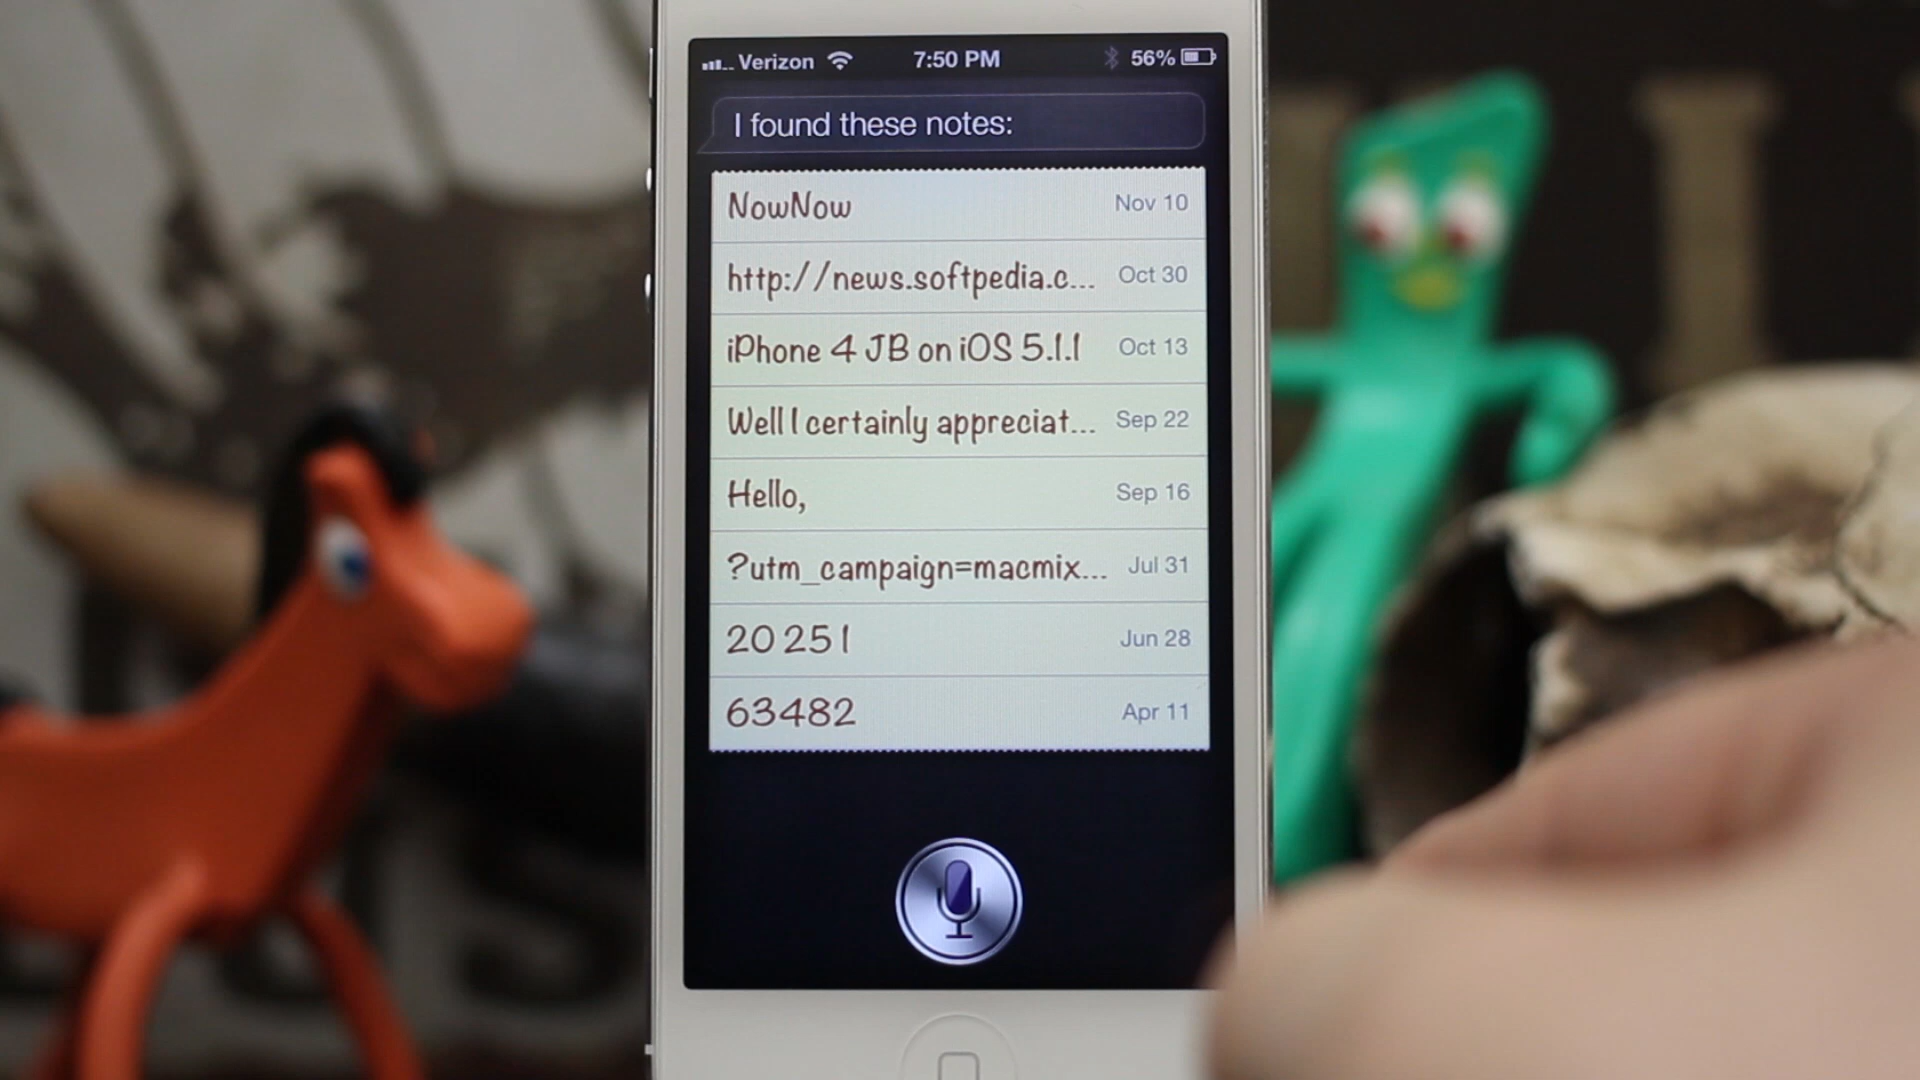 Verizon 7:50 PM 56%
I found these notes:
NowNow Nov 10
http://news.softpedia.c... Oct 30
iPhone 4 JB on iOS 5.1.1 Oct 13
Well I certainly appreciat... Sep 22
Hello, Sep 16
?utm_campaign=macmix... Jul 31
20 251 Jun 28
63482 Apr 11